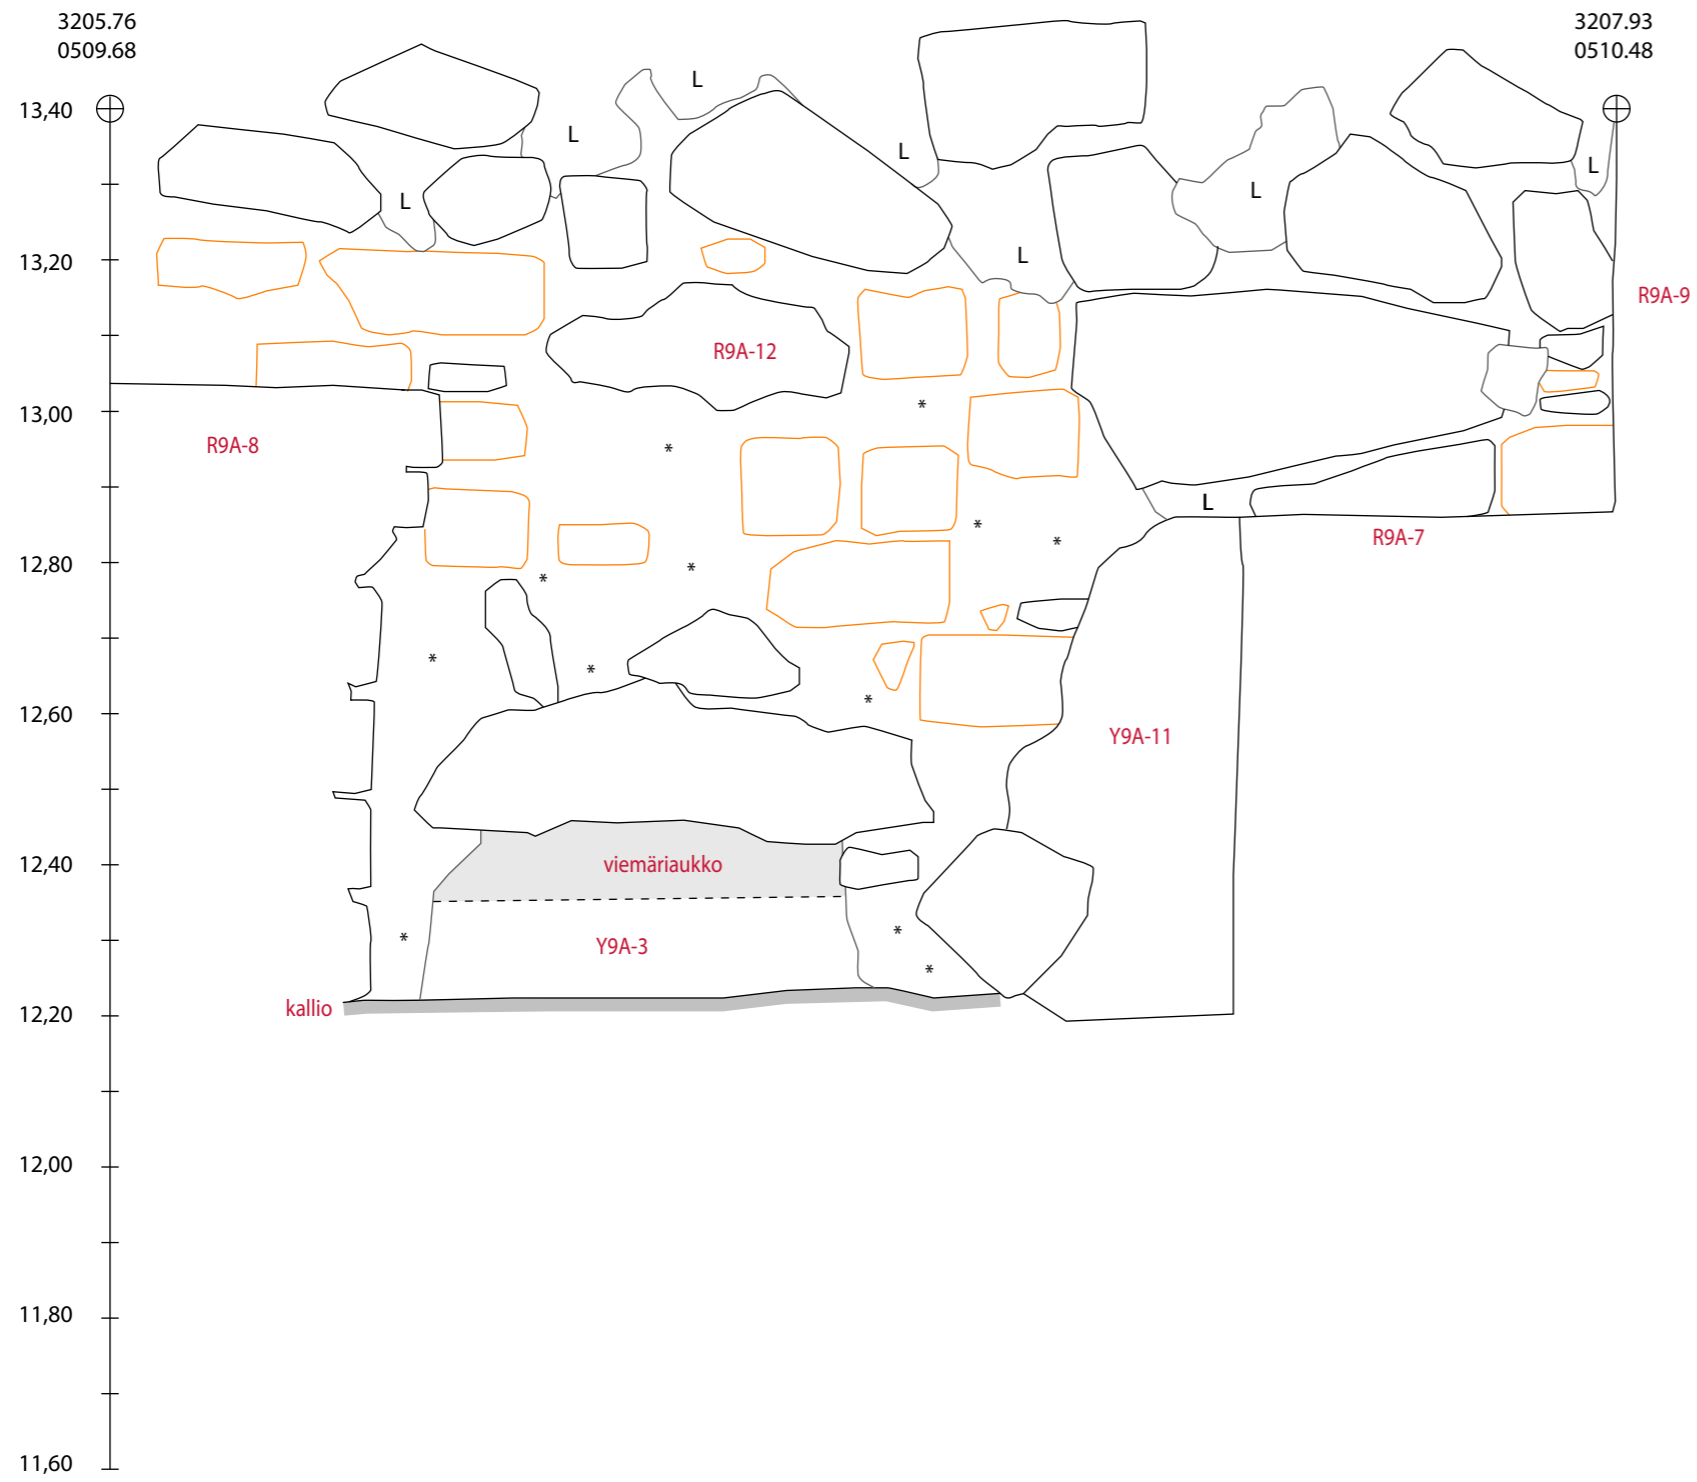 3205.76
0509.68
3207.93
0510.48
13,40
L
L
L
L
L
L
L
13,20
R9A-9
R9A-12
13,00
*
R9A-8
*
L
*
R9A-7
*
12,80
*
*
*
*
12,60
*
Y9A-11
12,40
viemäriaukko
*
*
Y9A-3
*
kallio
12,20
12,00
11,80
11,60